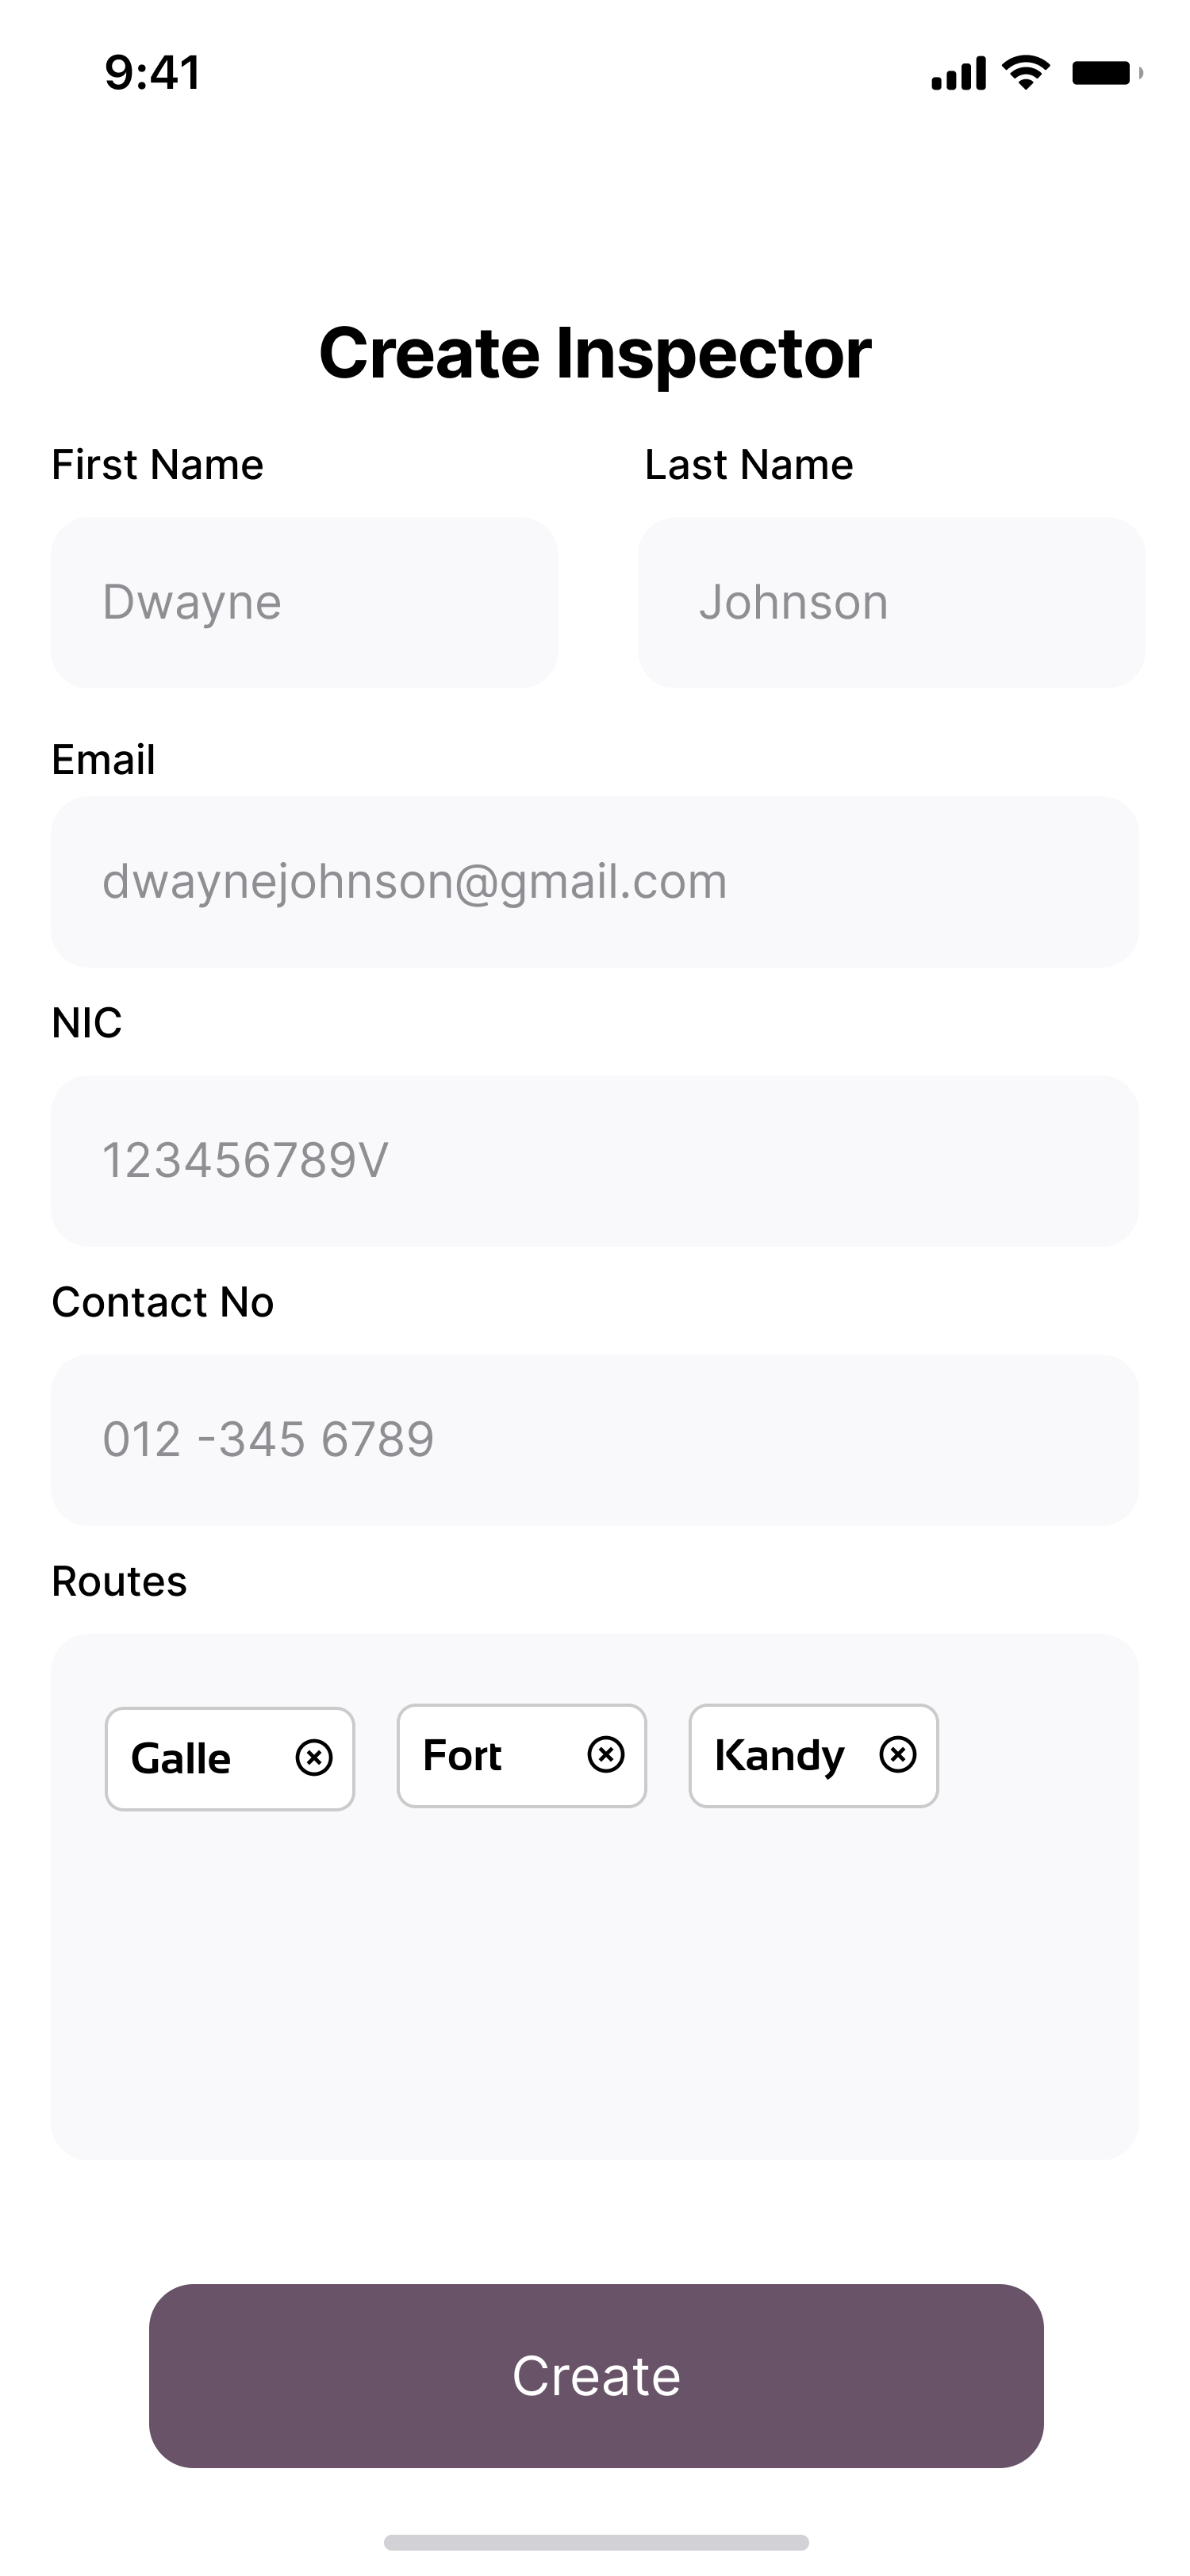 9:41
Create Inspector
First Name Last Name
Dwayne Johnson
Email
dwaynejohnson@gmail.com
NIC
123456789V
Contact No
012 -345 6789
Routes
Galle Fort Kandy
Create